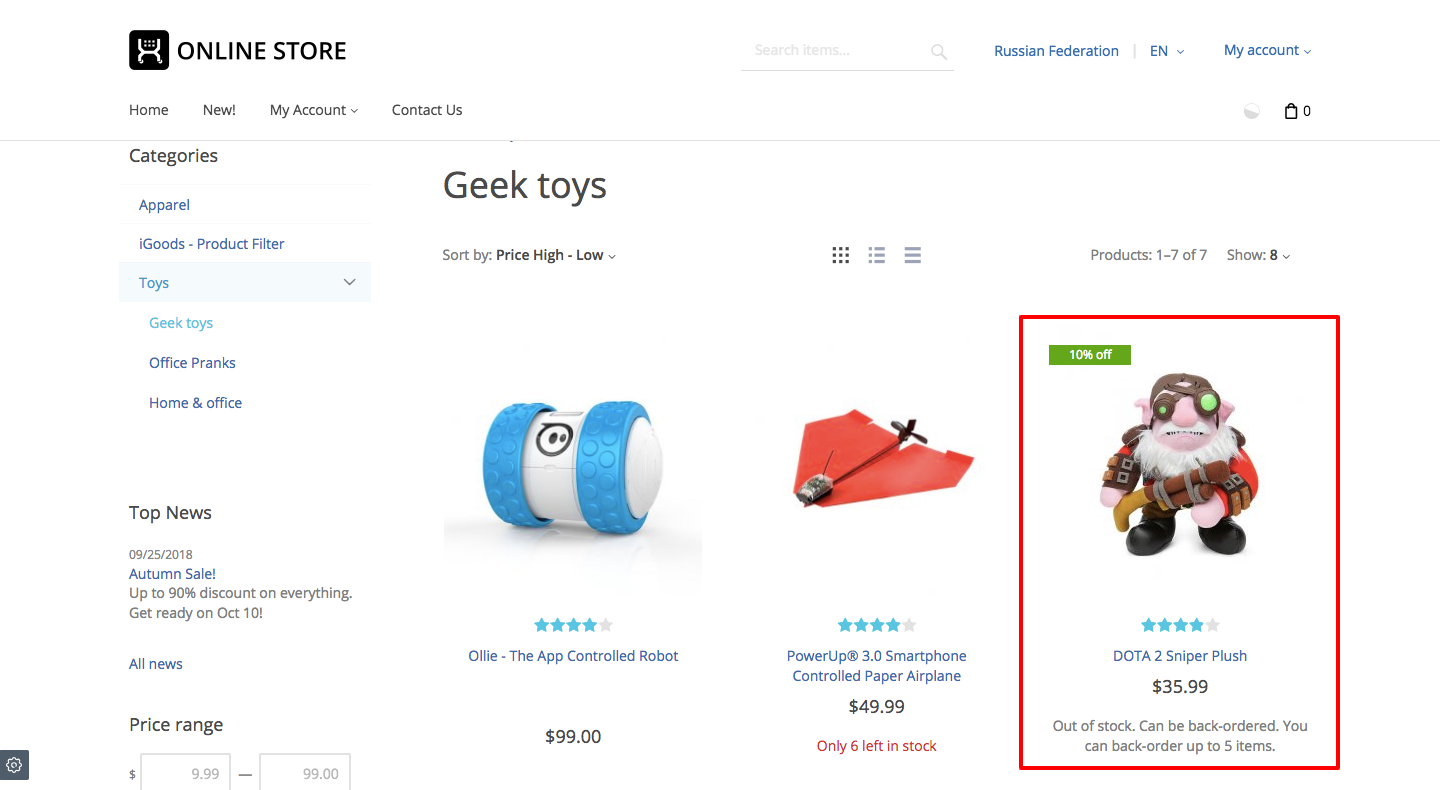 ONLINE STORE
Search items...
Russian Federation | EN
My account
Home
New!
My Account
Contact Us
0
Categories
Apparel
iGoods - Product Filter
Toys
Geek toys
Office Pranks
Home & office
Top News
09/25/2018
Autumn Sale!
Up to 90% discount on everything.
Get ready on Oct 10!
All news
Price range
$ 9.99 — 99.00
Geek toys
Sort by: Price High - Low
Products: 1–7 of 7
Show: 8
Ollie - The App Controlled Robot
$99.00
PowerUp® 3.0 Smartphone
Controlled Paper Airplane
$49.99
Only 6 left in stock
10% off
DOTA 2 Sniper Plush
$35.99
Out of stock. Can be back-ordered. You
can back-order up to 5 items.